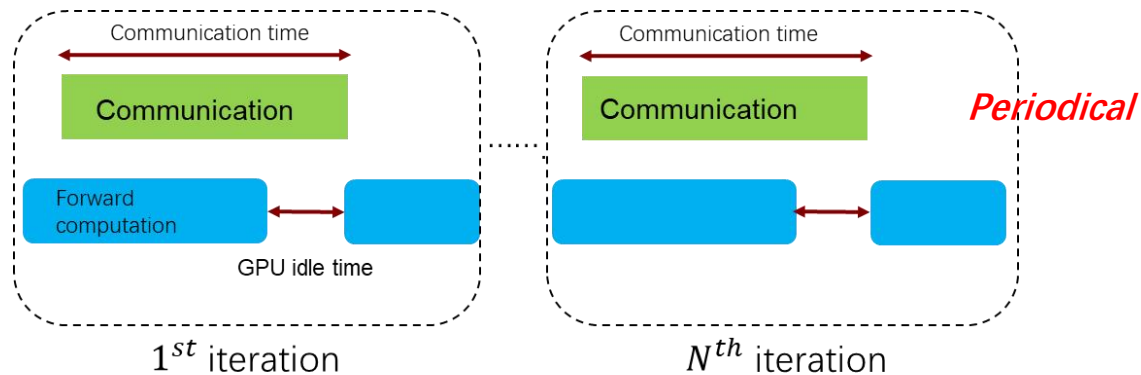 Communication time
Communication
Forward
computation
GPU idle time
1st iteration
......
Communication time
Communication
Periodical
Nth iteration